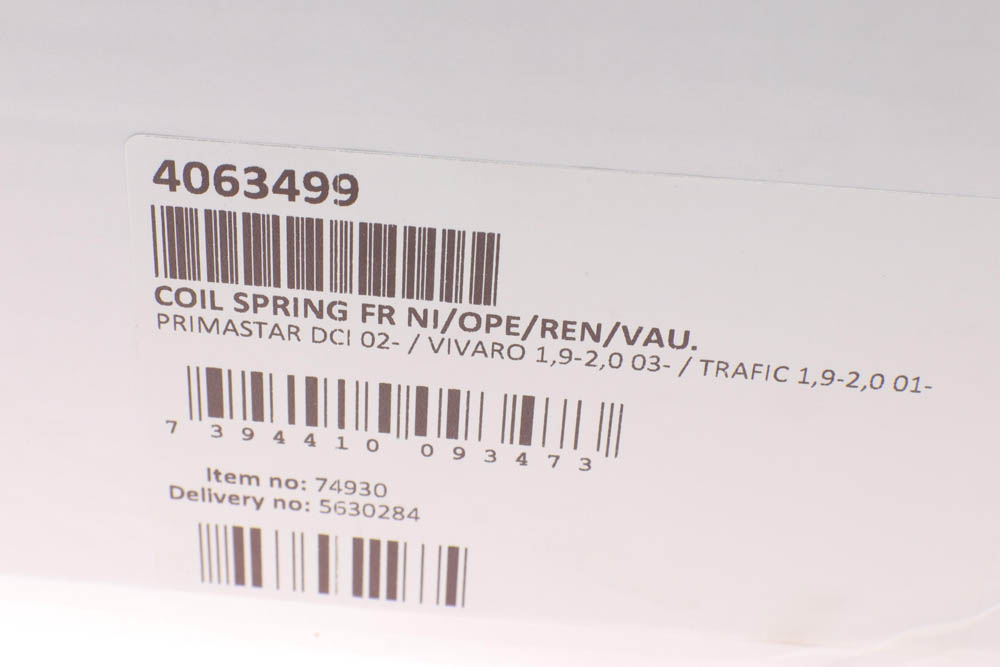 4063499
COIL SPRING FR NI/OPE/REN/VAU.
PRIMASTAR DCI 02- / VIVARO 1,9-2,0 03- / TRAFIC 1,9-2,0 01-
7 394410 093473
Item no: 74930
Delivery no: 5630284